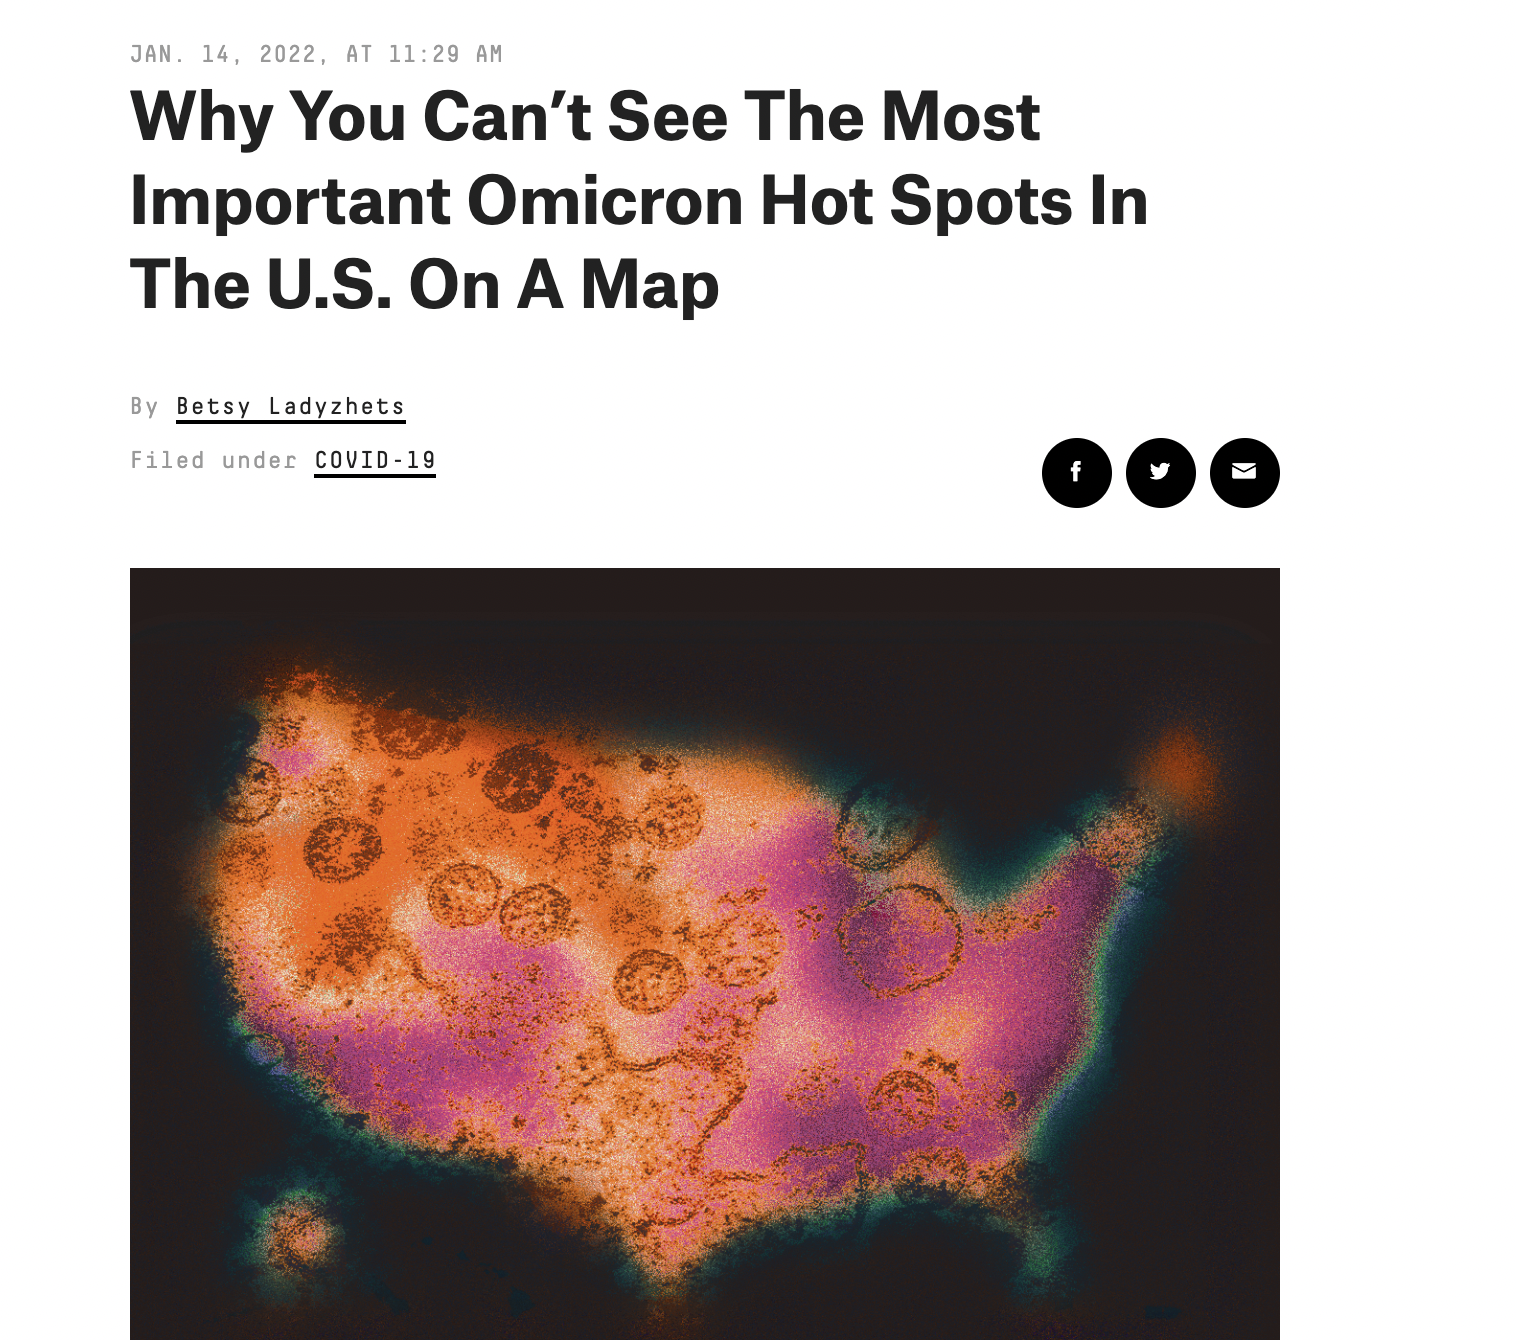 JAN. 14, 2022, AT 11:29 AM
Why You Can’t See The Most
Important Omicron Hot Spots In
The U.S. On A Map
By Betsy Ladyzhets
Filed under COVID-19